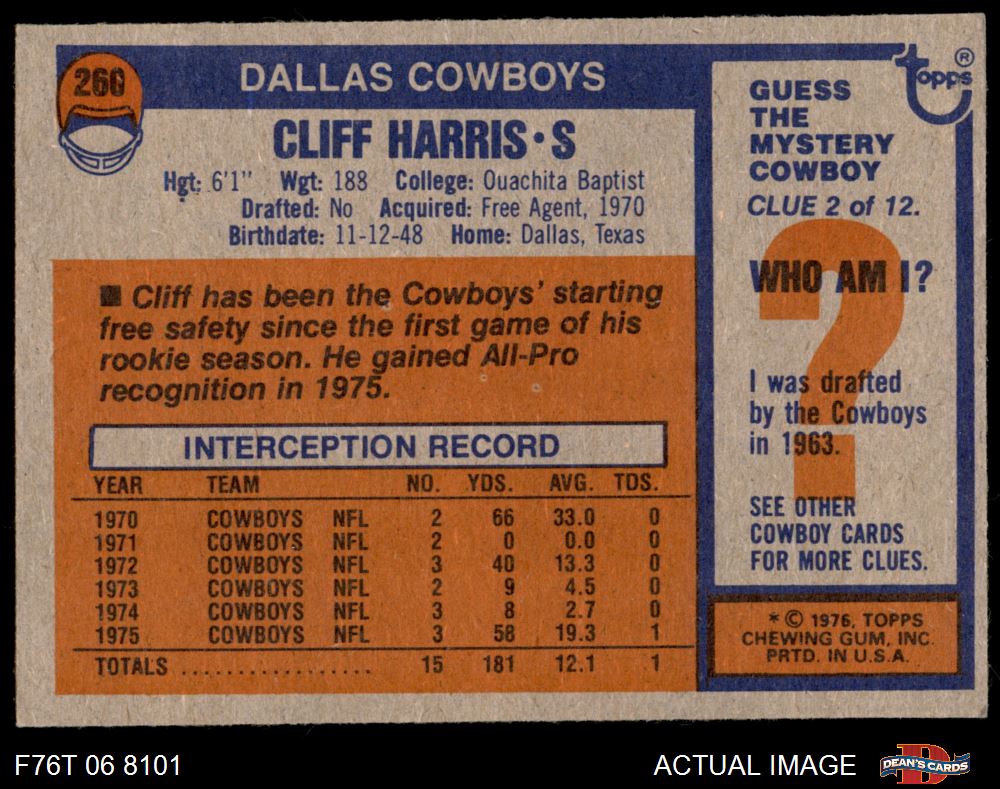 260
DALLAS COWBOYS
CLIFF HARRIS•S
Hgt: 6'1" Wgt: 188 College: Ouachita Baptist
Drafted: No Acquired: Free Agent, 1970
Birthdate: 11-12-48 Home: Dallas, Texas
■ Cliff has been the Cowboys' starting
free safety since the first game of his
rookie season. He gained All-Pro
recognition in 1975.
INTERCEPTION RECORD
YEAR TEAM NO. YDS. AVG. TDS.
1970 COWBOYS NFL 2 66 33.0 0
1971 COWBOYS NFL 2 0 0.0 0
1972 COWBOYS NFL 3 40 13.3 0
1973 COWBOYS NFL 2 9 4.5 0
1974 COWBOYS NFL 3 8 2.7 0
1975 COWBOYS NFL 3 58 19.3 1
TOTALS .................. 15 181 12.1 1
topps ®
GUESS
THE
MYSTERY
COWBOY
CLUE 2 of 12.
?
WHO AM I?
I was drafted
by the Cowboys
in 1963.
SEE OTHER
COWBOY CARDS
FOR MORE CLUES.
* © 1976, TOPPS
CHEWING GUM, INC.
PRTD. IN U.S.A.
F76T 06 8101
ACTUAL IMAGE
D
DEAN'S CARDS